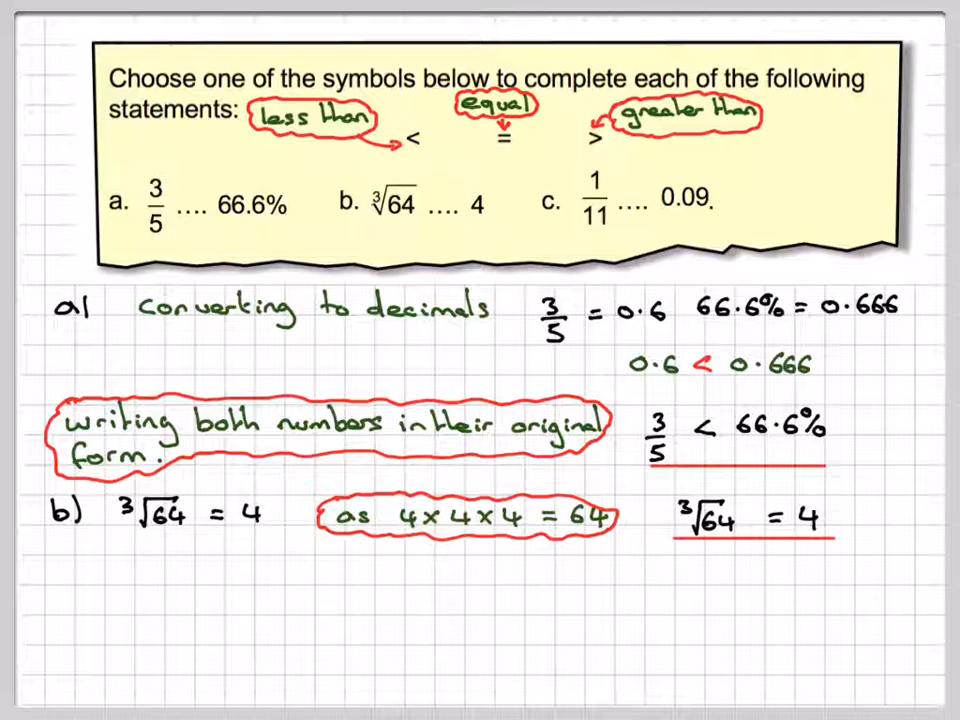 Choose one of the symbols below to complete each of the following
statements: less than equal greater than
< = >
a. 3/5 .... 66.6% b. ³√64 .... 4 c. 1/11 .... 0.09.
a) converting to decimals 3/5 = 0.6 66.6% = 0.666
0.6 < 0.666
writing both numbers in their original
form. 3/5 < 66.6%
b) ³√64 = 4 as 4 x 4 x 4 = 64 ³√64 = 4